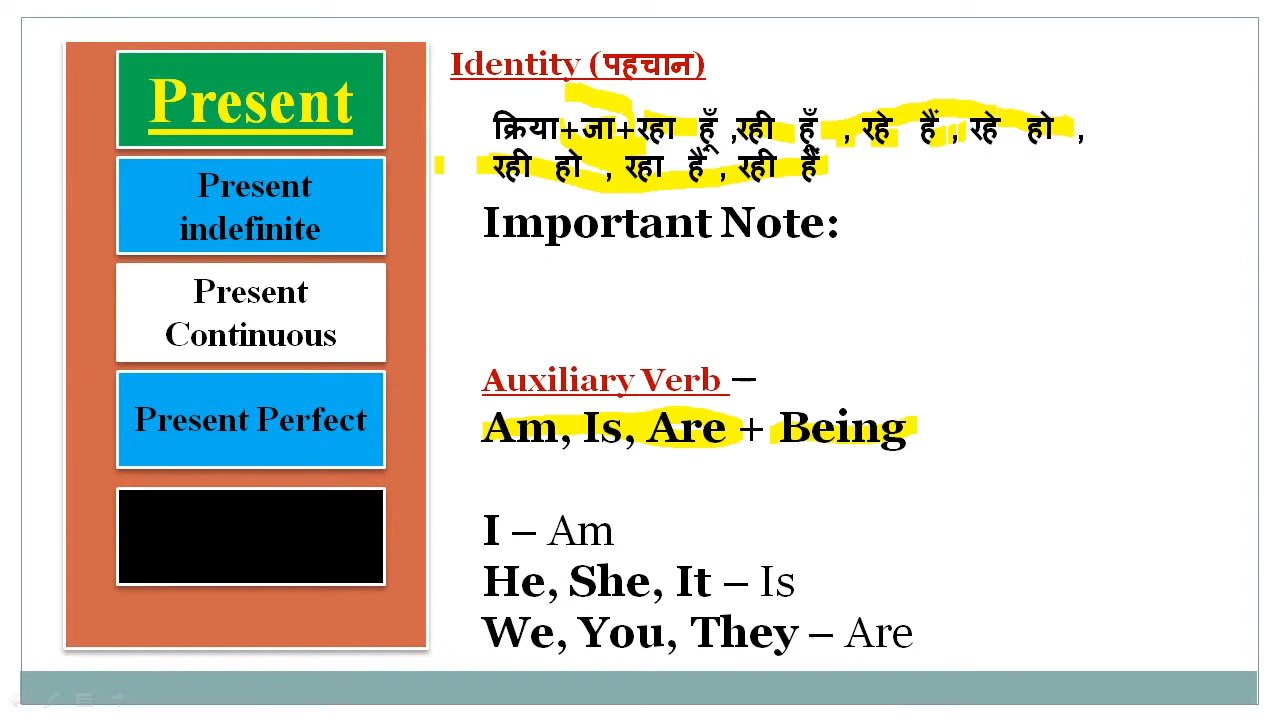 Present
Present
indefinite
Present
Continuous
Present Perfect
Identity (पहचान)
क्रिया+जा+रहा हूँ ,रही हूँ , रहे हैं , रहे हो ,
रही हो , रहा है , रही हैं
Important Note:
Auxiliary Verb –
Am, Is, Are + Being
I – Am
He, She, It – Is
We, You, They – Are